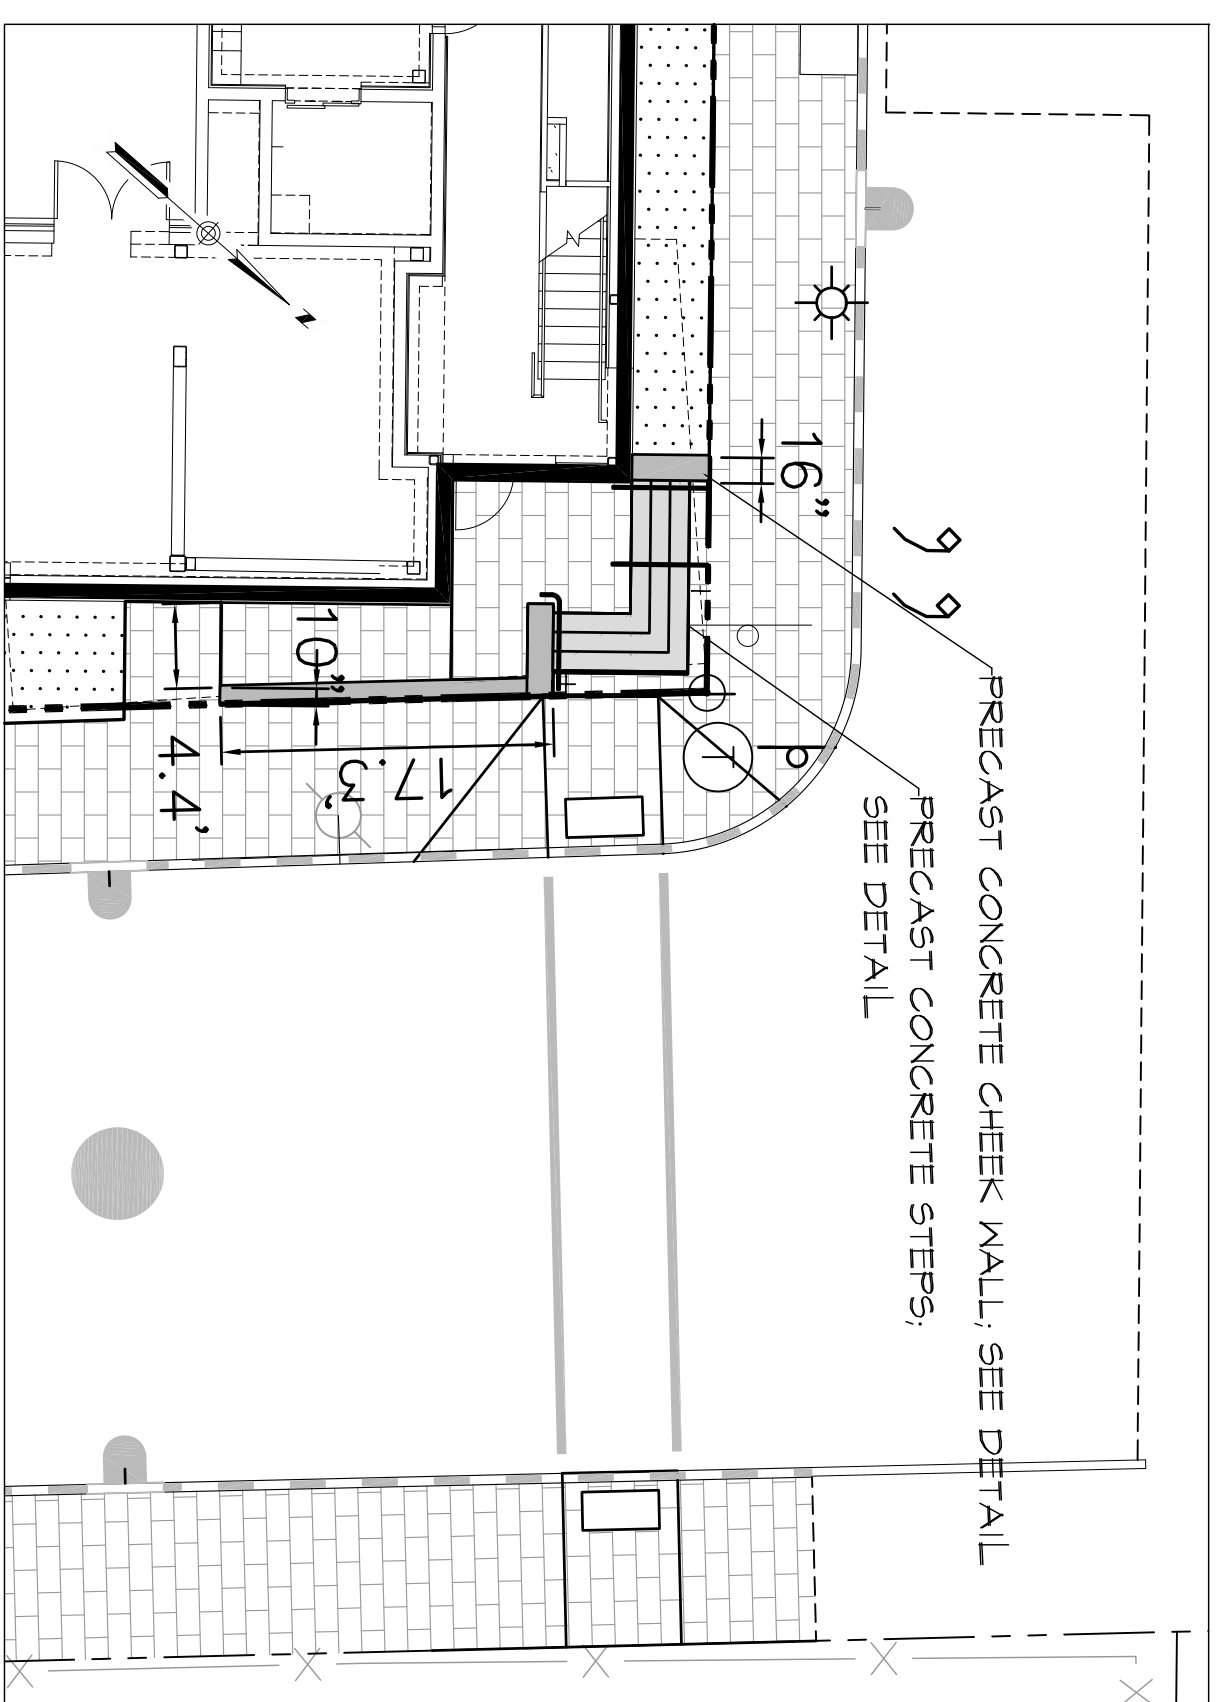 PRECAST CONCRETE CHEEK WALL; SEE DETAIL
PRECAST CONCRETE STEPS;
SEE DETAIL
16"
10"
17.3'
4.4'
T
N